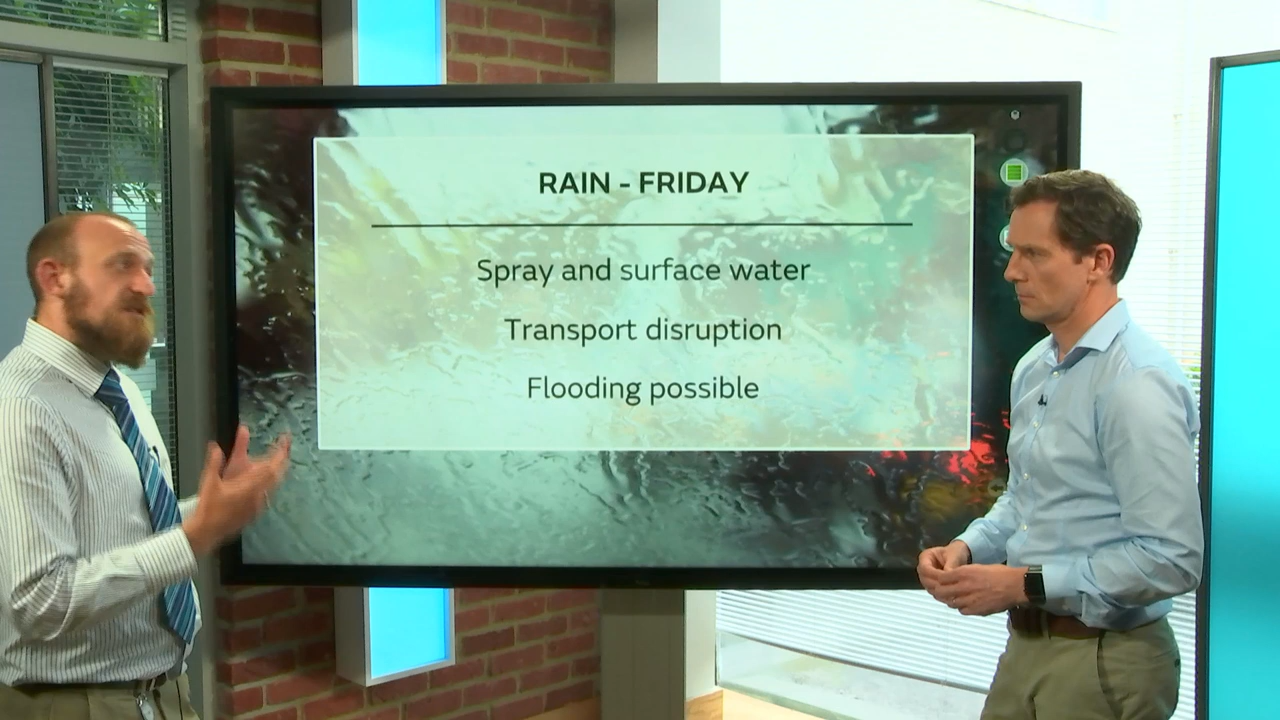 RAIN - FRIDAY
Spray and surface water
Transport disruption
Flooding possible